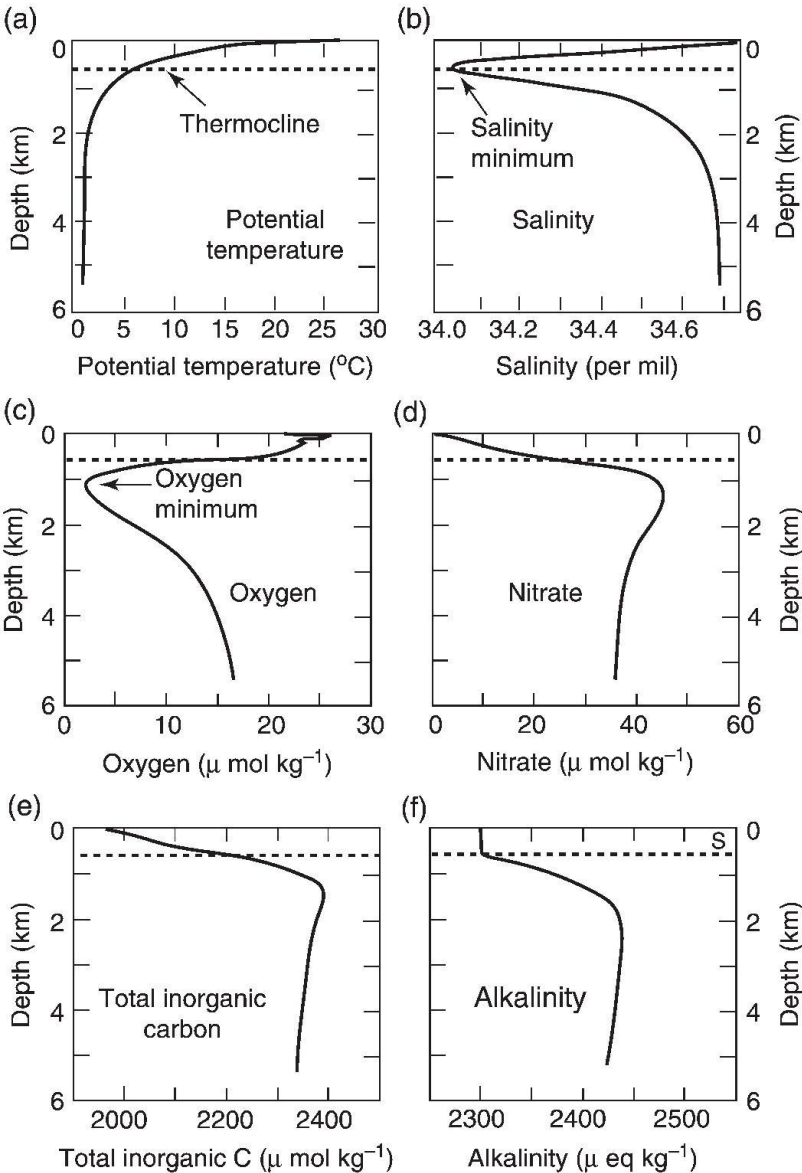 (a)
0
2
4
6
Depth (km)
Thermocline
Potential
temperature
0 5 10 15 20 25 30
Potential temperature (°C)
(b)
0
2
4
6
Depth (km)
Salinity
minimum
Salinity
34.0 34.2 34.4 34.6
Salinity (per mil)
(c)
0
2
4
6
Depth (km)
Oxygen
minimum
Oxygen
0 10 20 30
Oxygen (μ mol kg⁻¹)
(d)
0
2
4
6
Depth (km)
Nitrate
0 20 40 60
Nitrate (μ mol kg⁻¹)
(e)
0
2
4
6
Depth (km)
Total inorganic
carbon
2000 2200 2400
Total inorganic C (μ mol kg⁻¹)
(f)
S
0
2
4
6
Depth (km)
Alkalinity
2300 2400 2500
Alkalinity (μ eq kg⁻¹)